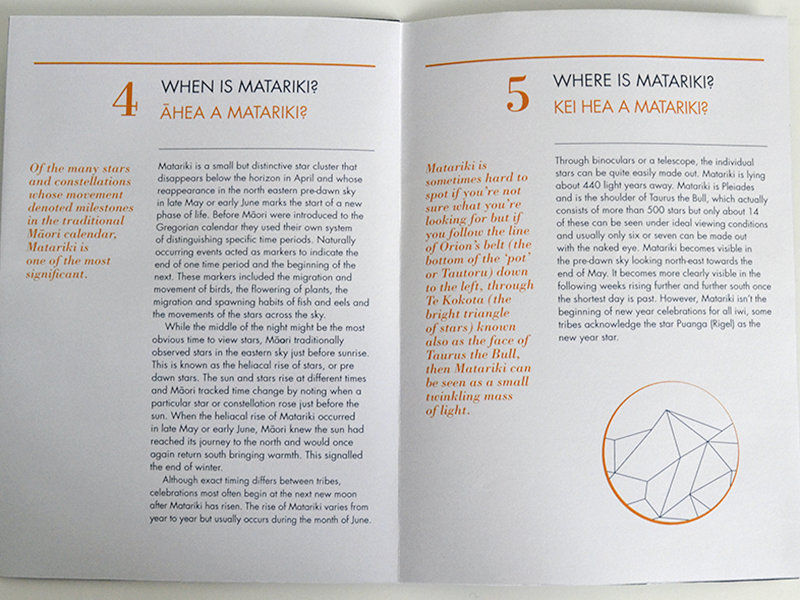 4
WHEN IS MATARIKI?
ĀHEA A MATARIKI?
Of the many stars
and constellations
whose movement
denoted milestones
in the traditional
Māori calendar,
Matariki is
one of the most
significant.
Matariki is a small but distinctive star cluster that
disappears below the horizon in April and whose
reappearance in the north eastern pre-dawn sky
in late May or early June marks the start of a new
phase of life. Before Māori were introduced to the
Gregorian calendar they used their own system
of distinguishing specific time periods. Naturally
occurring events acted as markers to indicate the
end of one time period and the beginning of the
next. These markers included the migration and
movement of birds, the flowering of plants, the
migration and spawning habits of fish and eels and
the movements of the stars across the sky.
While the middle of the night might be the most
obvious time to view stars, Māori traditionally
observed stars in the eastern sky just before sunrise.
This is known as the heliacal rise of stars, or pre
dawn stars. The sun and stars rise at different times
and Māori tracked time change by noting when a
particular star or constellation rose just before the
sun. When the heliacal rise of Matariki occurred
in late May or early June, Māori knew the sun had
reached its journey to the north and would once
again return south bringing warmth. This signalled
the end of winter.
Although exact timing differs between tribes,
celebrations most often begin at the next new moon
after Matariki has risen. The rise of Matariki varies from
year to year but usually occurs during the month of June.
5
WHERE IS MATARIKI?
KEI HEA A MATARIKI?
Matariki is
sometimes hard to
spot if you're not
sure what you're
looking for but if
you follow the line
of Orion's belt (the
bottom of the 'pot'
or Tautoru) down
to the left, through
Te Kokota (the
bright triangle
of stars) known
also as the face of
Taurus the Bull,
then Matariki can
be seen as a small
twinkling mass
of light.
Through binoculars or a telescope, the individual
stars can be quite easily made out. Matariki is lying
about 440 light years away. Matariki is Pleiades
and is the shoulder of Taurus the Bull, which actually
consists of more than 500 stars but only about 14
of these can be seen under ideal viewing conditions
and usually only six or seven can be made out
with the naked eye. Matariki becomes visible in
the pre-dawn sky looking north-east towards the
end of May. It becomes more clearly visible in the
following weeks rising further and further south once
the shortest day is past. However, Matariki isn't the
beginning of new year celebrations for all iwi, some
tribes acknowledge the star Puanga (Rigel) as the
new year star.